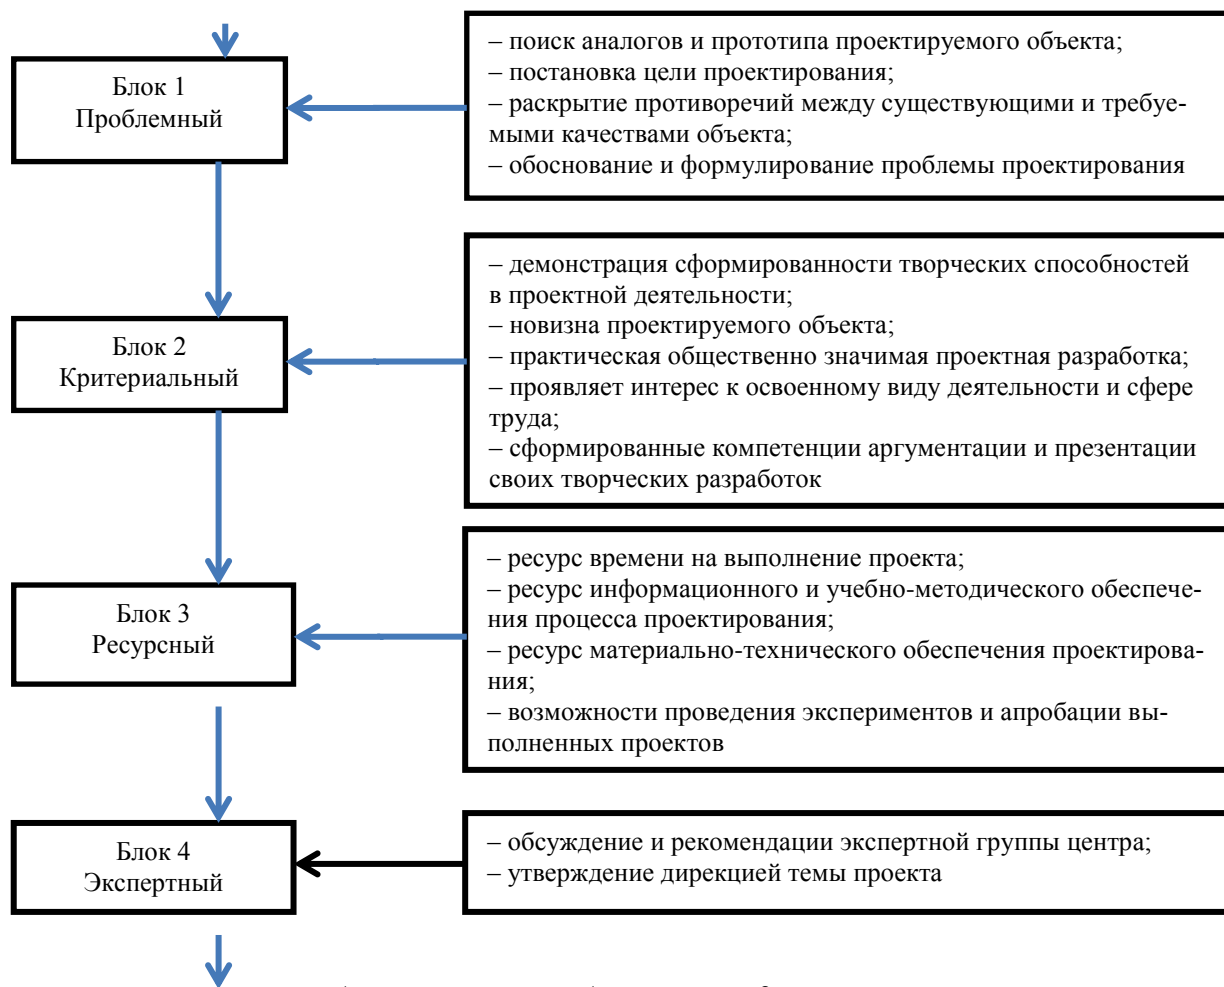 Блок 1
Проблемный
– поиск аналогов и прототипа проектируемого объекта;
– постановка цели проектирования;
– раскрытие противоречий между существующими и требуе-
мыми качествами объекта;
– обоснование и формулирование проблемы проектирования
Блок 2
Критериальный
– демонстрация сформированности творческих способностей
в проектной деятельности;
– новизна проектируемого объекта;
– практическая общественно значимая проектная разработка;
– проявляет интерес к освоенному виду деятельности и сфере
труда;
– сформированные компетенции аргументации и презентации
своих творческих разработок
Блок 3
Ресурсный
– ресурс времени на выполнение проекта;
– ресурс информационного и учебно-методического обеспече-
ния процесса проектирования;
– ресурс материально-технического обеспечения проектирова-
ния;
– возможности проведения экспериментов и апробации вы-
полненных проектов
Блок 4
Экспертный
– обсуждение и рекомендации экспертной группы центра;
– утверждение дирекцией темы проекта